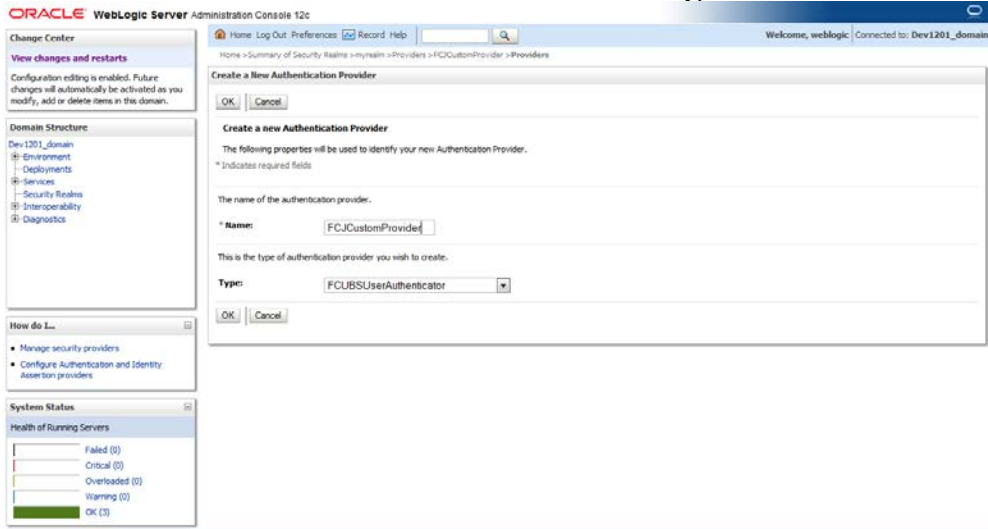 ORACLE WebLogic Server Administration Console 12c
Change Center
View changes and restarts
Configuration editing is enabled. Future
changes will automatically be activated as you
modify, add or delete items in this domain.
Domain Structure
Dev1201_domain
Environment
Deployments
Services
Security Realms
Interoperability
Diagnostics
How do I...
Manage security providers
Configure Authentication and Identity
Assertion providers
System Status
Health of Running Servers
Failed (0)
Critical (0)
Overloaded (0)
Warning (0)
OK (3)
Home Log Out Preferences Record Help
Welcome, weblogic Connected to: Dev1201_domain
Home >Summary of Security Realms >myrealm >Providers >FCJCustomProvider >Providers
Create a New Authentication Provider
OK Cancel
Create a new Authentication Provider
The following properties will be used to identify your new Authentication Provider.
* Indicates required fields
The name of the authentication provider.
* Name: FCJCustomProvider
This is the type of authentication provider you wish to create.
Type: FCUBSUserAuthenticator
OK Cancel